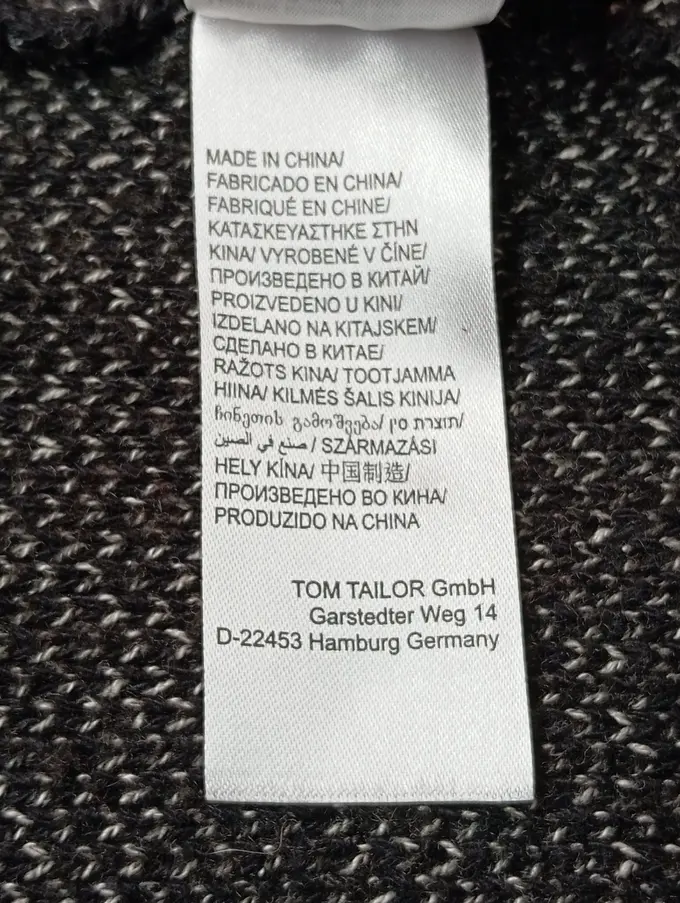 MADE IN CHINA/
FABRICADO EN CHINA/
FABRIQUÉ EN CHINE/
ΚΑΤΑΣΚΕΥΑΣΤΗΚΕ ΣΤΗΝ
ΚΙΝΑ/ VYROBENÉ V ČÍNE/
ПРОИЗВЕДЕНО В КИТАЙ/
PROIZVEDENO U KINI/
IZDELANO NA KITAJSKEM/
СДЕЛАНО В КИТАЕ/
RAŽOTS KINA/ TOOTJAMMA
HIINA/ KILMĖS ŠALIS KINIJA/
ჩინეთის გამოშვება/ תוצרת סין/
صنع في الصين / SZÁRMAZÁSI
HELY KÍNA/ 中国制造/
ПРОИЗВЕДЕНО ВО КИНА/
PRODUZIDO NA CHINA
TOM TAILOR GmbH
Garstedter Weg 14
D-22453 Hamburg Germany